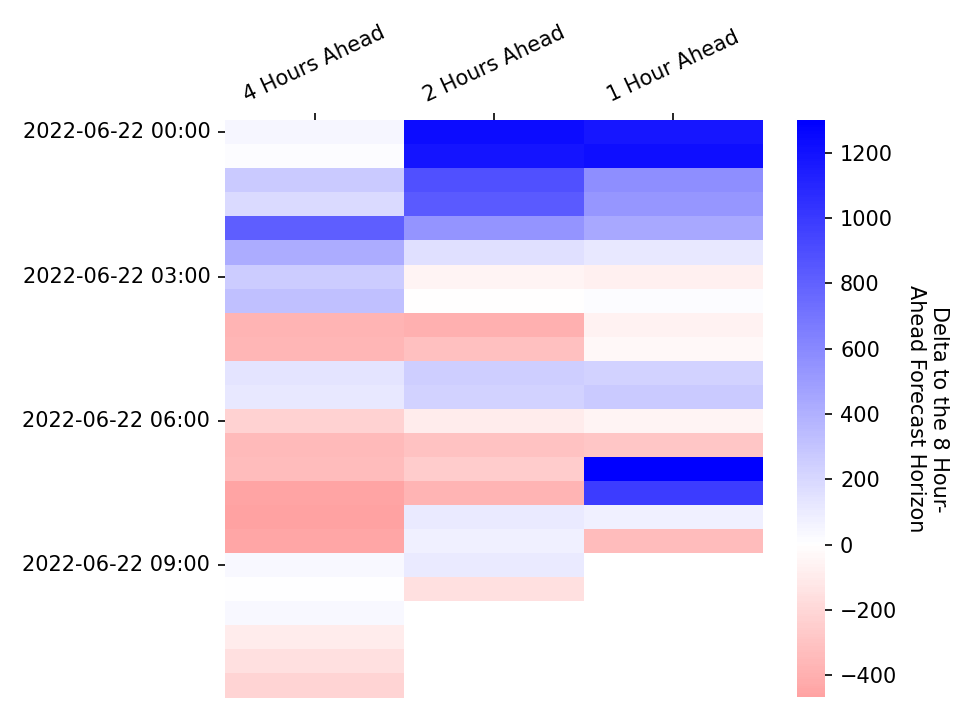 4 Hours Ahead
2 Hours Ahead
1 Hour Ahead
2022-06-22 00:00
2022-06-22 03:00
2022-06-22 06:00
2022-06-22 09:00
1200
1000
800
600
400
200
0
−200
−400
Delta to the 8 Hour-
Ahead Forecast Horizon